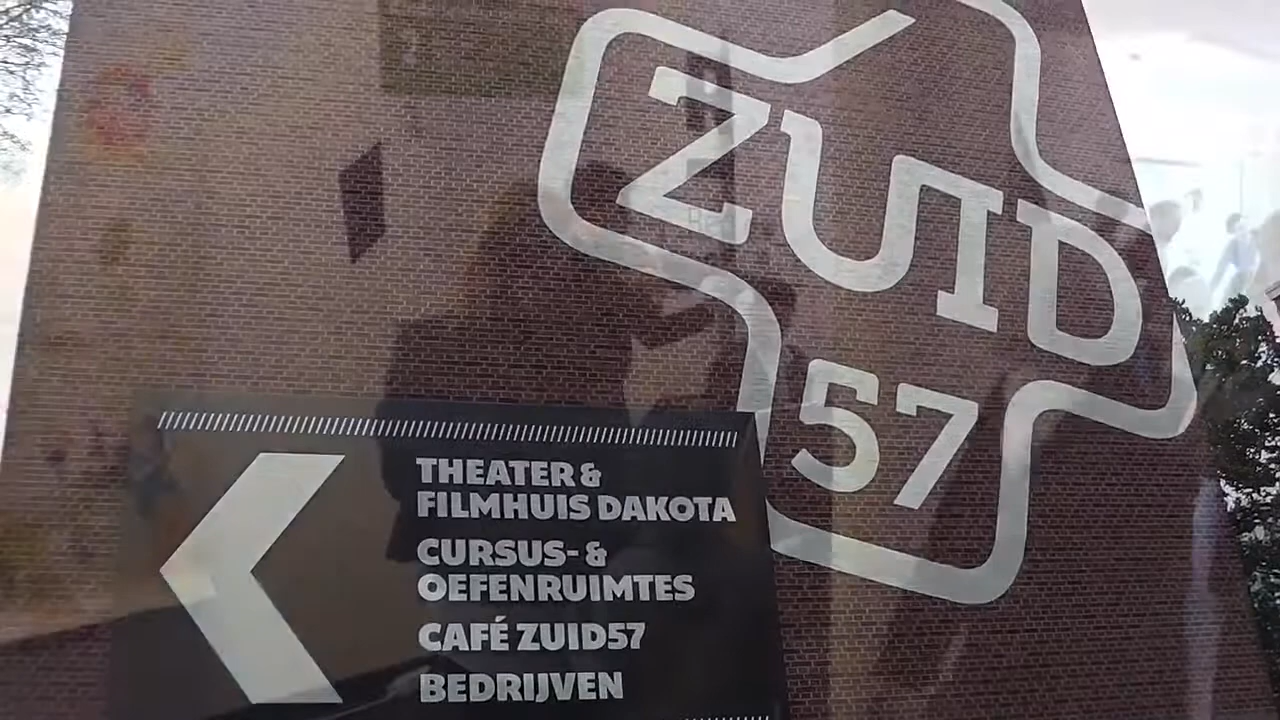 ZUID
57
THEATER &
FILMHUIS DAKOTA
CURSUS- &
OEFENRUIMTES
CAFÉ ZUID57
BEDRIJVEN